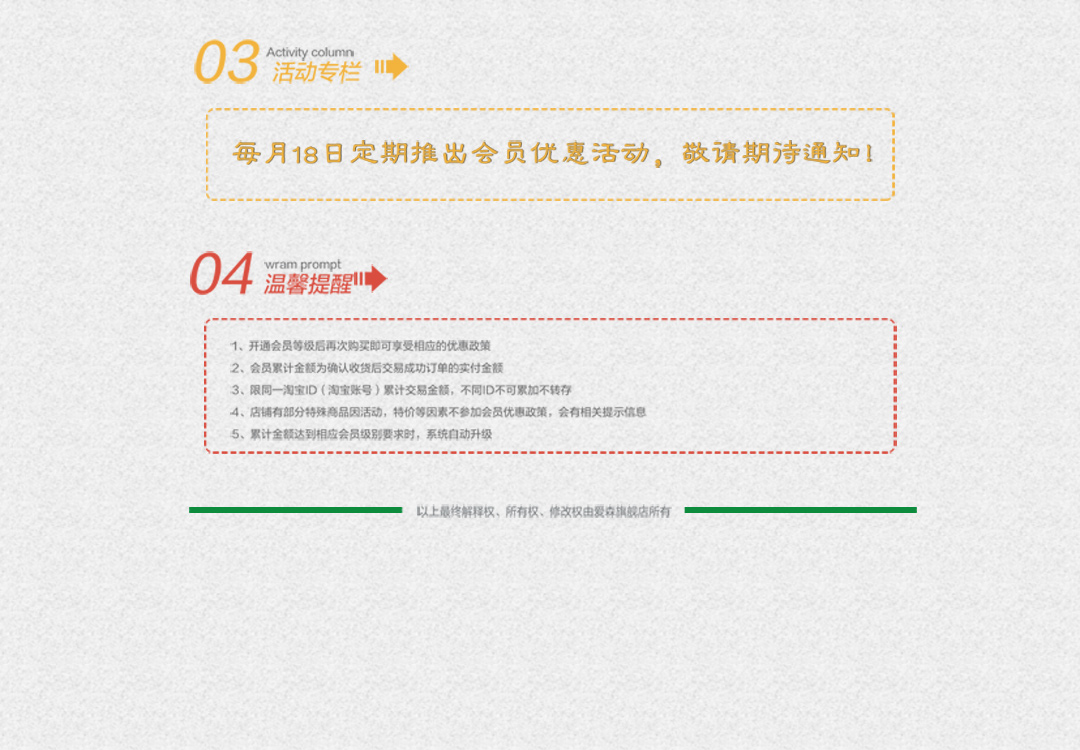 03
Activity column
活动专栏
每月18日定期推出会员优惠活动，敬请期待通知！
04
wram prompt
温馨提醒
1、开通会员等级后再次购买即可享受相应的优惠政策
2、会员累计金额为确认收货后交易成功订单的实付金额
3、限同一淘宝ID（淘宝账号）累计交易金额，不同ID不可累加不转存
4、店铺有部分特殊商品因活动，特价等因素不参加会员优惠政策，会有相关提示信息
5、累计金额达到相应会员级别要求时，系统自动升级
以上最终解释权、所有权、修改权由爱森旗舰店所有